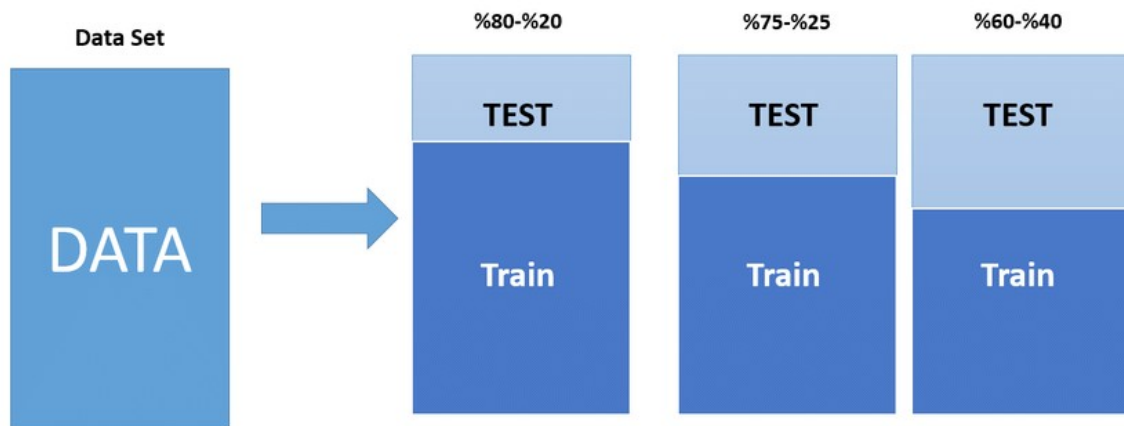 Data Set
DATA
%80-%20
TEST
Train
%75-%25
TEST
Train
%60-%40
TEST
Train